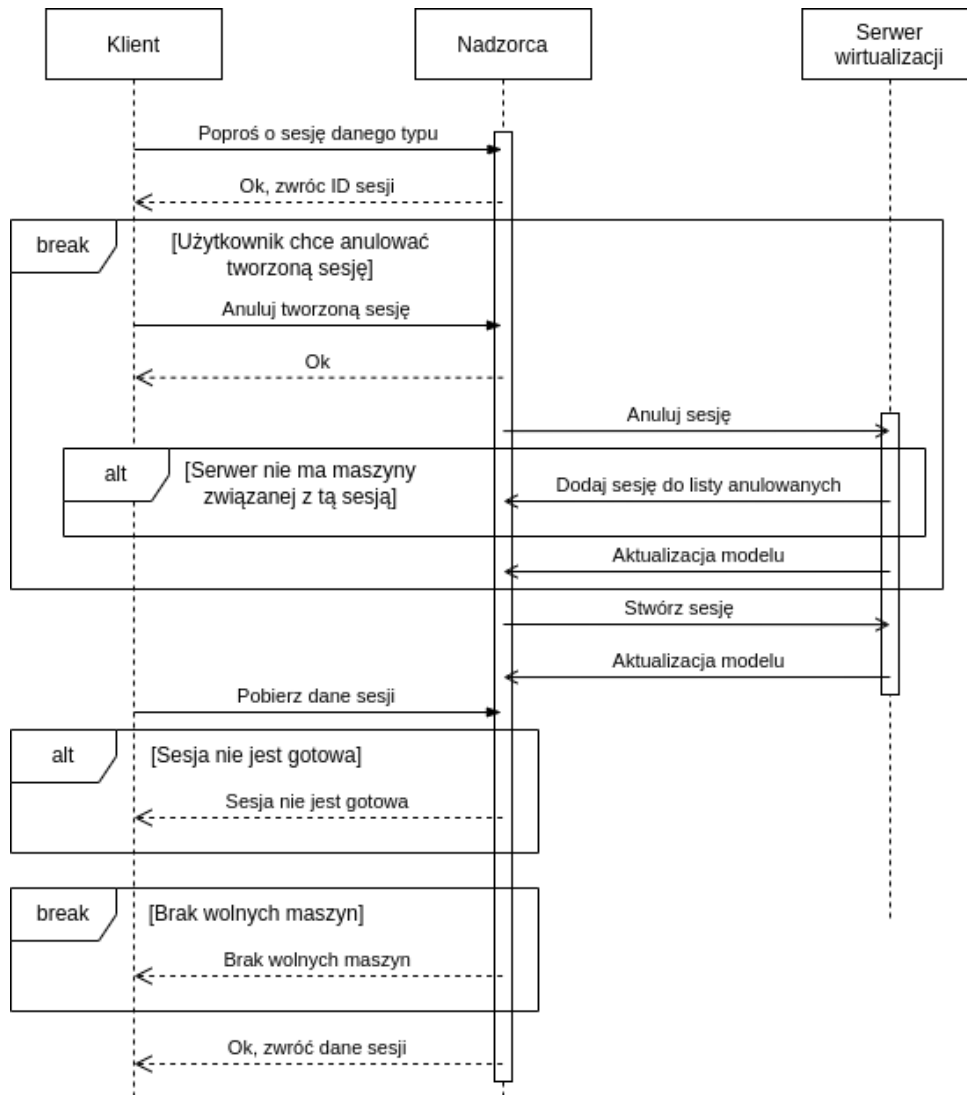 Klient
Nadzorca
Serwer
wirtualizacji
Poproś o sesję danego typu
Ok, zwróc ID sesji
break
[Użytkownik chce anulować
tworzoną sesję]
Anuluj tworzoną sesję
Ok
Anuluj sesję
alt
[Serwer nie ma maszyny
związanej z tą sesją]
Dodaj sesję do listy anulowanych
Aktualizacja modelu
Stwórz sesję
Aktualizacja modelu
Pobierz dane sesji
alt
[Sesja nie jest gotowa]
Sesja nie jest gotowa
break
[Brak wolnych maszyn]
Brak wolnych maszyn
Ok, zwróć dane sesji